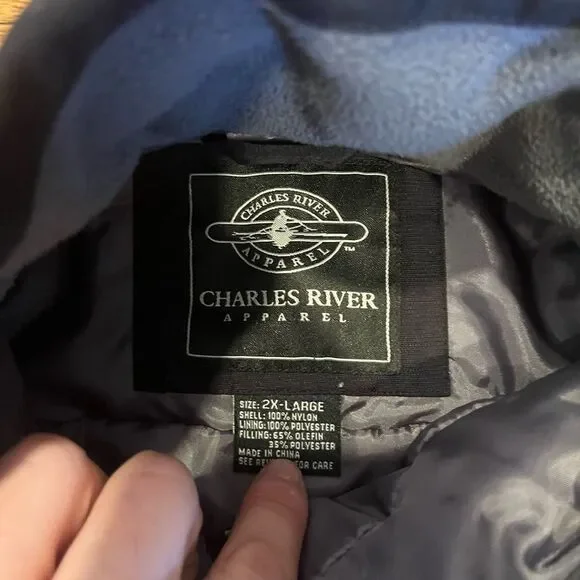 CHARLES RIVER
APPAREL
TM
CHARLES RIVER
APPAREL
SIZE: 2X-LARGE
SHELL: 100% NYLON
LINING: 100% POLYESTER
FILLING: 65% OLEFIN
35% POLYESTER
MADE IN CHINA
SEE FOR CARE